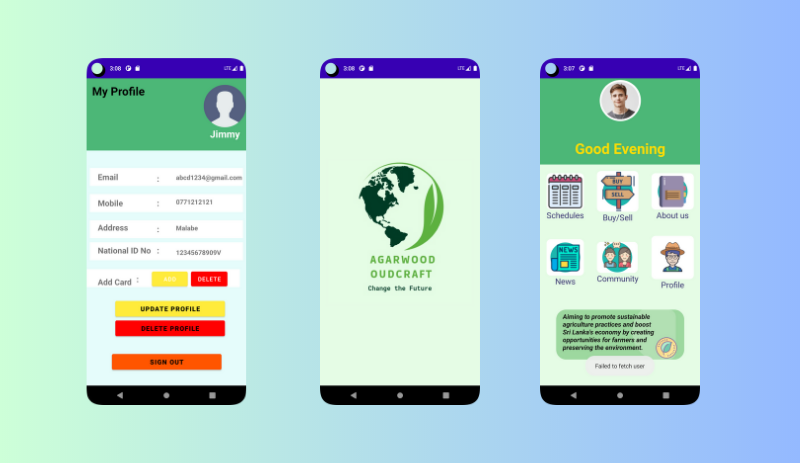 3:08
LTE
My Profile
Jimmy
Email : abcd1234@gmail.com
Mobile : 0771212121
Address : Malabe
National ID No : 12345678909V
Add Card : ADD DELETE
UPDATE PROFILE
DELETE PROFILE
SIGN OUT
3:08
LTE
AGARWOOD
OUDCRAFT
Change the Future
3:07
LTE
Good Evening
BUY
SELL
Schedules Buy/Sell About us
NEWS
News Community Profile
Aiming to promote sustainable
agriculture practices and boost
Sri Lanka's economy by creating
opportunities for farmers and
preserving the environment.
Failed to fetch user